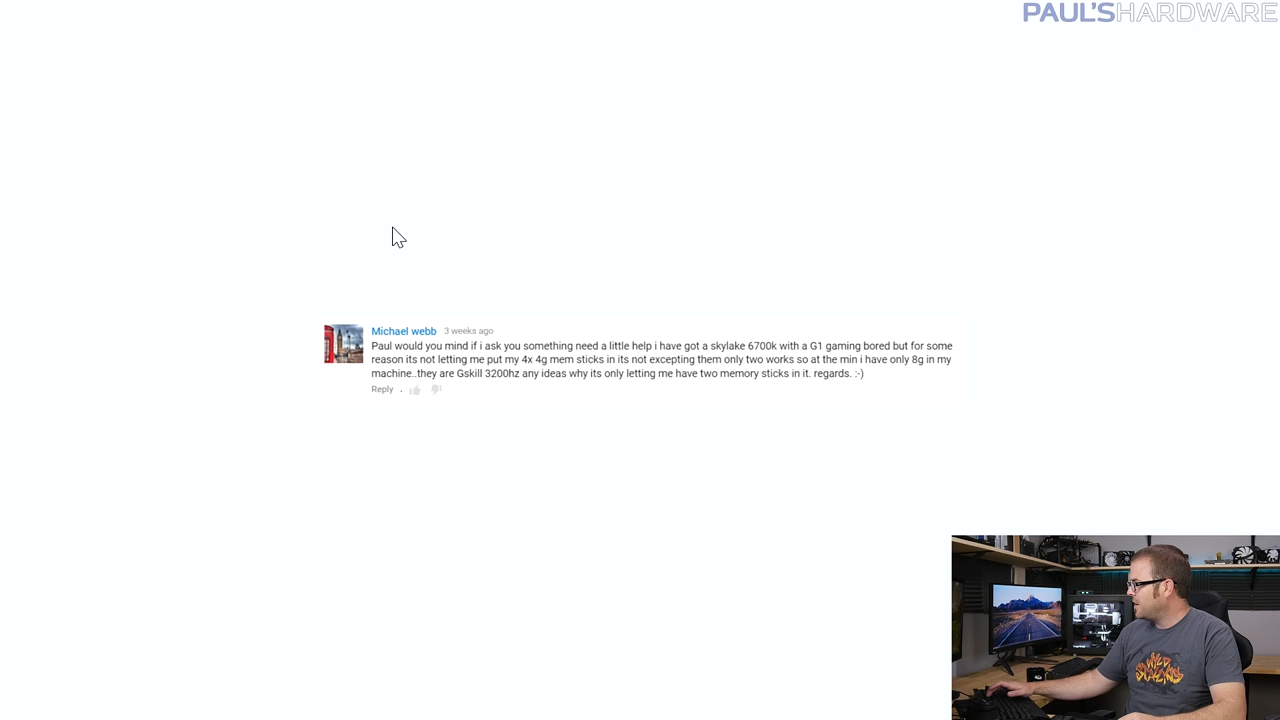 PAUL'SHARDWARE
Michael webb 3 weeks ago
Paul would you mind if i ask you something need a little help i have got a skylake 6700k with a G1 gaming bored but for some
reason its not letting me put my 4x 4g mem sticks in its not excepting them only two works so at the min i have only 8g in my
machine..they are Gskill 3200hz any ideas why its only letting me have two memory sticks in it. regards. :-)
Reply .
WYLD
STALLYNS